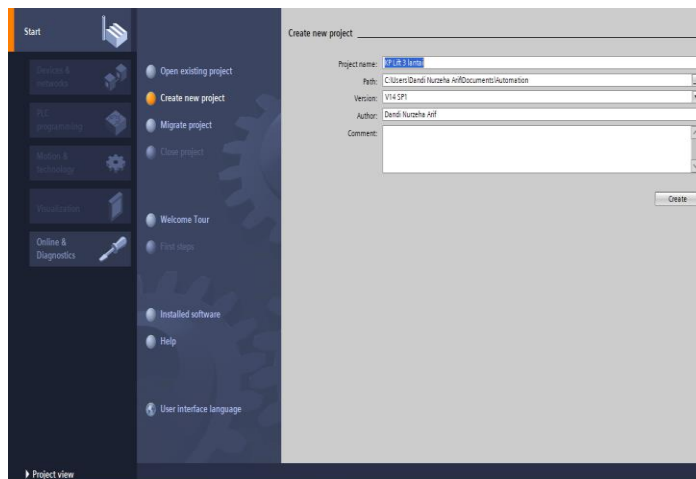 Start
Devices &
networks
PLC
programming
Motion &
technology
Visualization
Online &
Diagnostics
Project view
Open existing project
Create new project
Migrate project
Close project
Welcome Tour
First steps
Installed software
Help
User interface language
Create new project
Project name: KP Lift 3 lantai
Path: C:\Users\Dandi Nurzeha Arif\Documents\Automation
Version: V14 SP1
Author: Dandi Nurzeha Arif
Comment:
Create